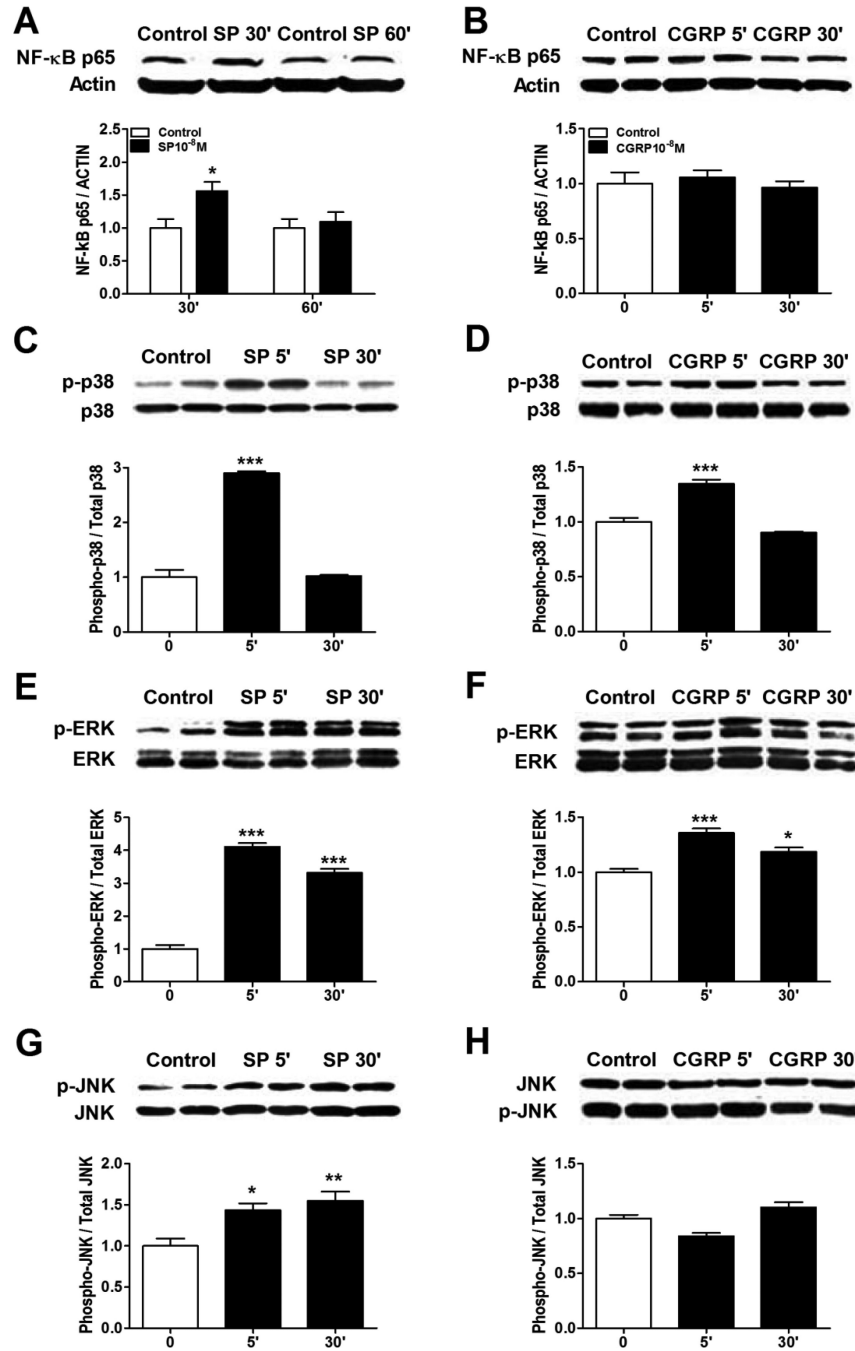 A
Control SP 30' Control SP 60'
NF-κB p65
Actin
NF-kB p65 / ACTIN
2.5
2.0
1.5
1.0
0.5
0.0
Control
SP10⁻⁸M
*
30'
60'
B
Control CGRP 5' CGRP 30'
NF-κB p65
Actin
NF-kB p65 / ACTIN
1.5
1.0
0.5
0.0
Control
CGRP10⁻⁸M
0
5'
30'
C
Control SP 5' SP 30'
p-p38
p38
Phospho-p38 / Total p38
3
2
1
0
***
0
5'
30'
D
Control CGRP 5' CGRP 30'
p-p38
p38
Phospho-p38 / Total p38
1.5
1.0
0.5
0.0
***
0
5'
30'
E
Control SP 5' SP 30'
p-ERK
ERK
Phospho-ERK / Total ERK
5
4
3
2
1
0
***
***
0
5'
30'
F
Control CGRP 5' CGRP 30'
p-ERK
ERK
Phospho-ERK / Total ERK
1.5
1.0
0.5
0.0
***
*
0
5'
30'
G
Control SP 5' SP 30'
p-JNK
JNK
Phospho-JNK / Total JNK
2.0
1.5
1.0
0.5
0.0
*
**
0
5'
30'
H
Control CGRP 5' CGRP 30
JNK
p-JNK
Phospho-JNK / Total JNK
1.5
1.0
0.5
0.0
0
5'
30'